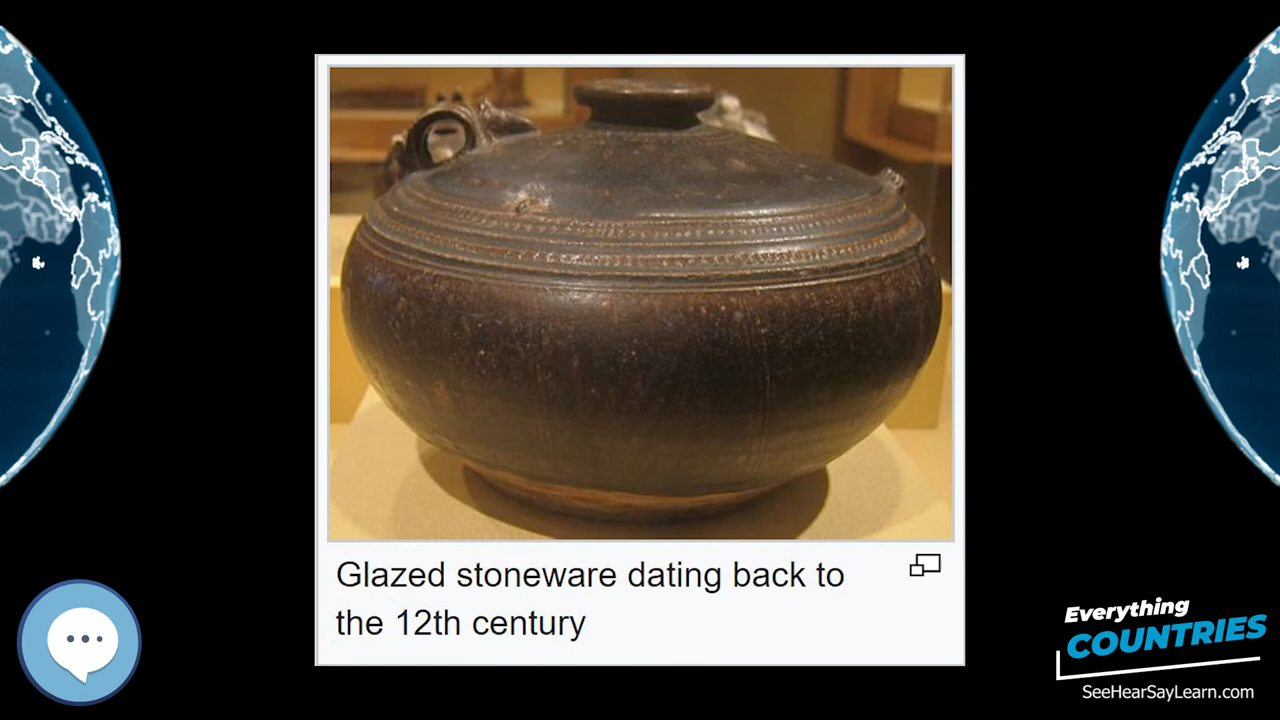 Glazed stoneware dating back to
the 12th century
Everything
COUNTRIES
SeeHearSayLearn.com